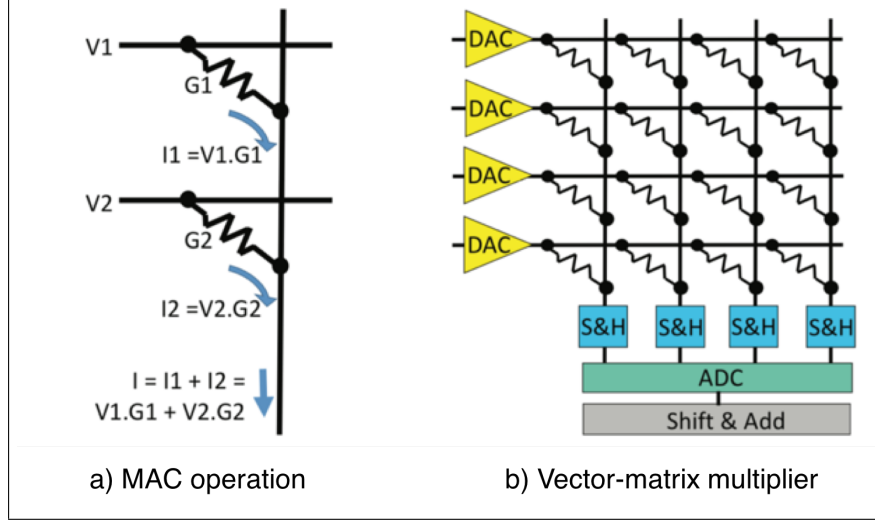 V1
G1
I1 =V1.G1
V2
G2
I2 =V2.G2
I = I1 + I2 =
V1.G1 + V2.G2
a) MAC operation
DAC
DAC
DAC
DAC
S&H S&H S&H S&H
ADC
Shift & Add
b) Vector-matrix multiplier